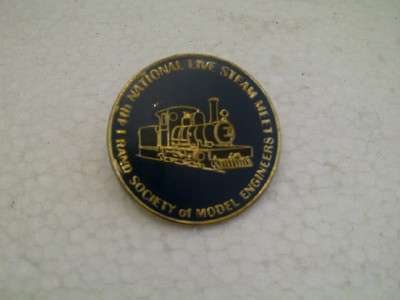 14th NATIONAL LIVE STEAM MEET
RAND SOCIETY of MODEL ENGINEERS